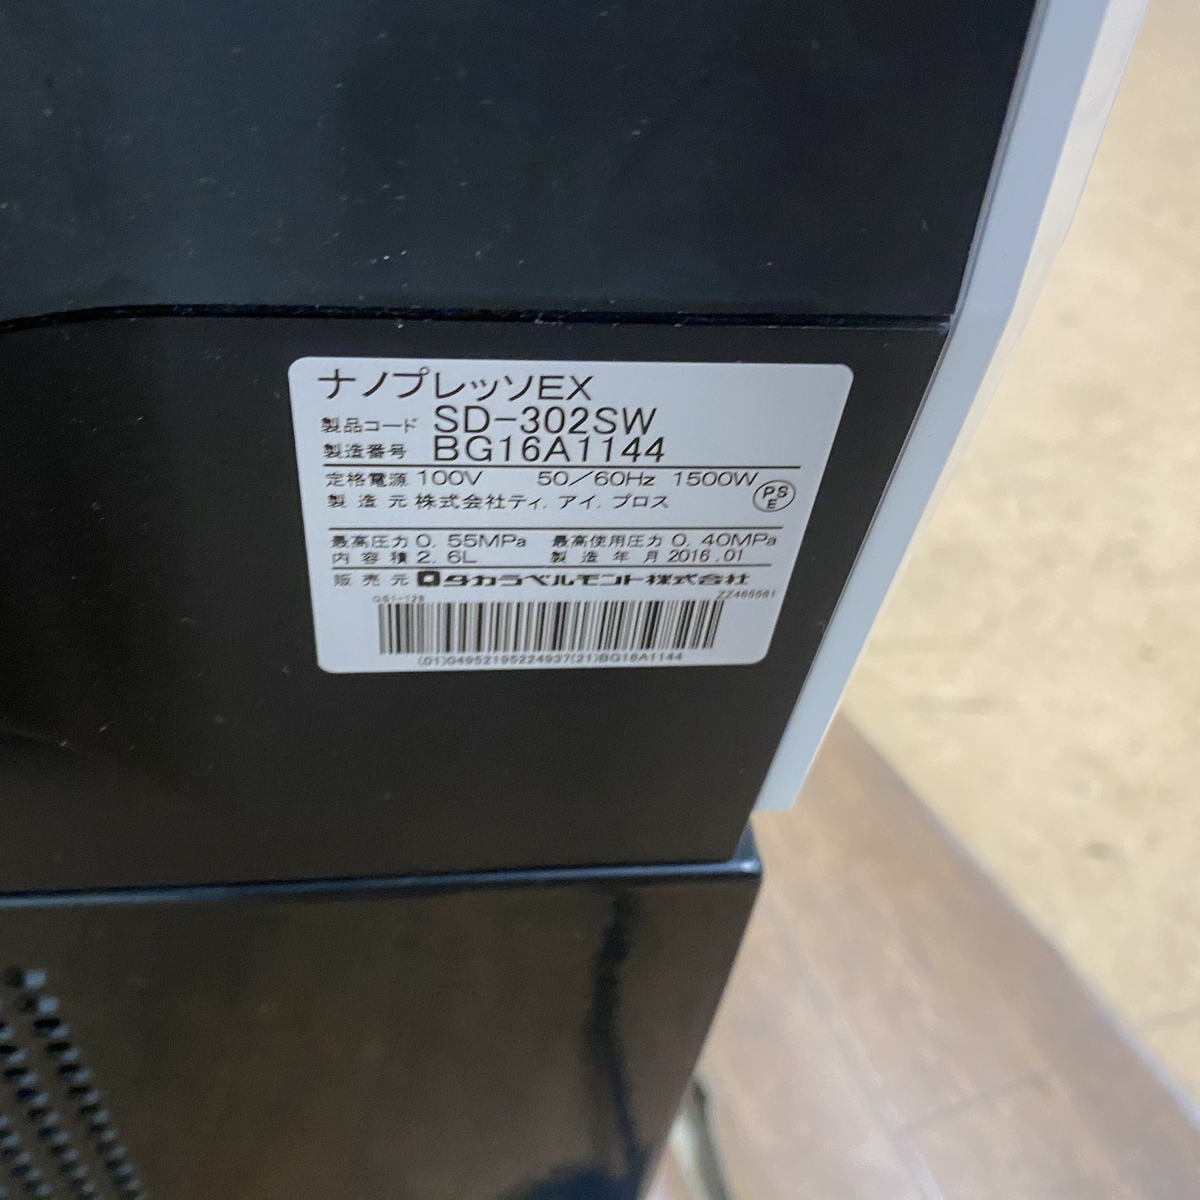 ナノプレッソEX
製品コード SD-302SW
製造番号 BG16A1144
定格電源 100V 50/60Hz 1500W
PSE
製造元 株式会社ティ．アイ．プロス
最高圧力 0．55MPa 最高使用圧力 0．40MPa
内容積 2．6L 製造年月 2016．01
販売元 タカラベルモント株式会社
GS1-128 ZZ465561
(01)04952195224937(21)BG16A1144